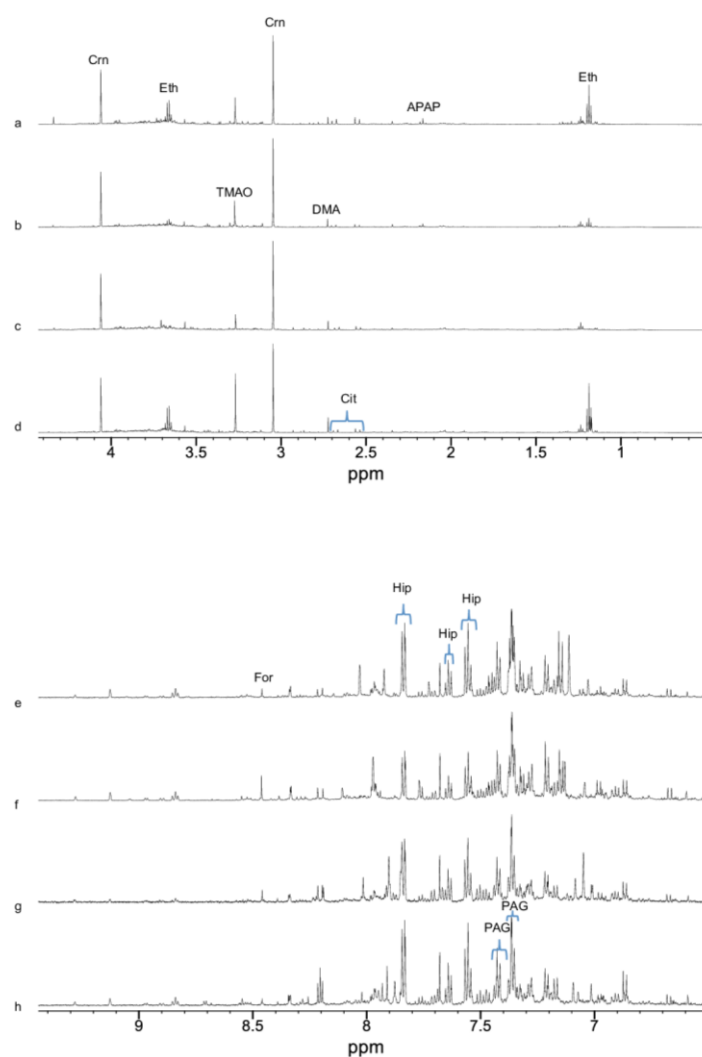 Crn
Crn
Eth
Eth
APAP
a
TMAO
DMA
b
c
Cit
d
4 3.5 3 2.5 2 1.5 1
ppm
Hip
Hip
Hip
For
e
f
g
PAG
PAG
h
9 8.5 8 7.5 7
ppm